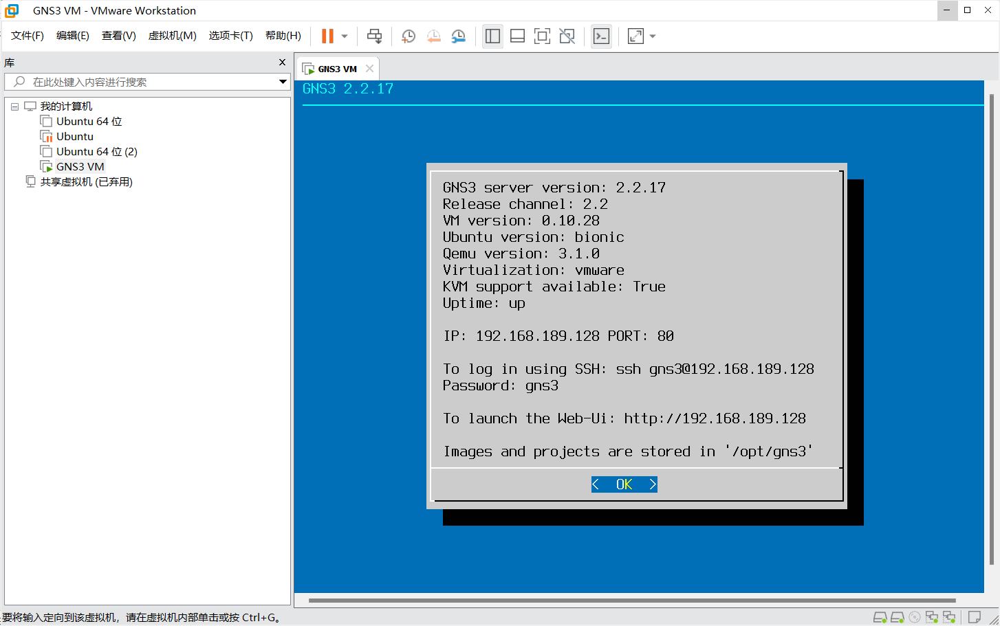 GNS3 VM - VMware Workstation
文件(F) 编辑(E) 查看(V) 虚拟机(M) 选项卡(T) 帮助(H)
库
在此处键入内容进行搜索
我的计算机
Ubuntu 64 位
Ubuntu
Ubuntu 64 位 (2)
GNS3 VM
共享虚拟机 (已弃用)
GNS3 VM
GNS3 2.2.17
GNS3 server version: 2.2.17
Release channel: 2.2
VM version: 0.10.28
Ubuntu version: bionic
Qemu version: 3.1.0
Virtualization: vmware
KVM support available: True
Uptime: up
IP: 192.168.189.128 PORT: 80
To log in using SSH: ssh gns3@192.168.189.128
Password: gns3
To launch the Web-Ui: http://192.168.189.128
Images and projects are stored in '/opt/gns3'
< OK >
要将输入定向到该虚拟机，请在虚拟机内部单击或按 Ctrl+G。